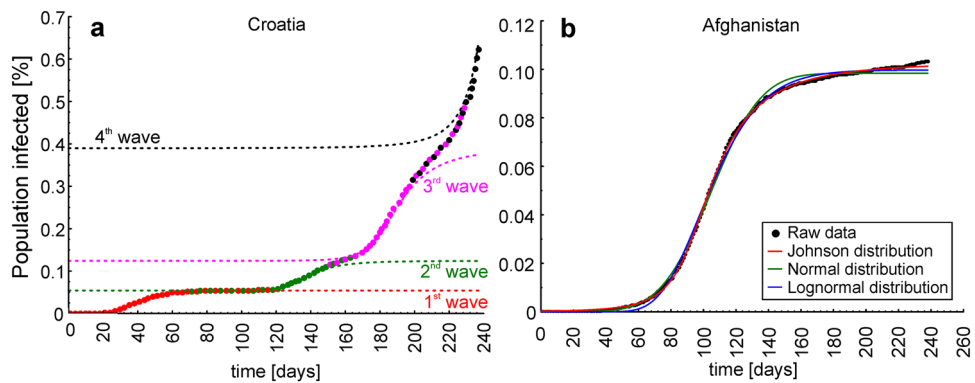 a
Croatia
Population infected [%]
0.7
0.6
0.5
0.4
0.3
0.2
0.1
0
4th wave
3rd wave
2nd wave
1st wave
0
20
40
60
80
100
120
140
160
180
200
220
240
time [days]
b
Afghanistan
0.12
0.10
0.08
0.06
0.04
0.02
0
Raw data
Johnson distribution
Normal distribution
Lognormal distribution
0
20
40
60
80
100
120
140
160
180
200
220
240
260
time [days]